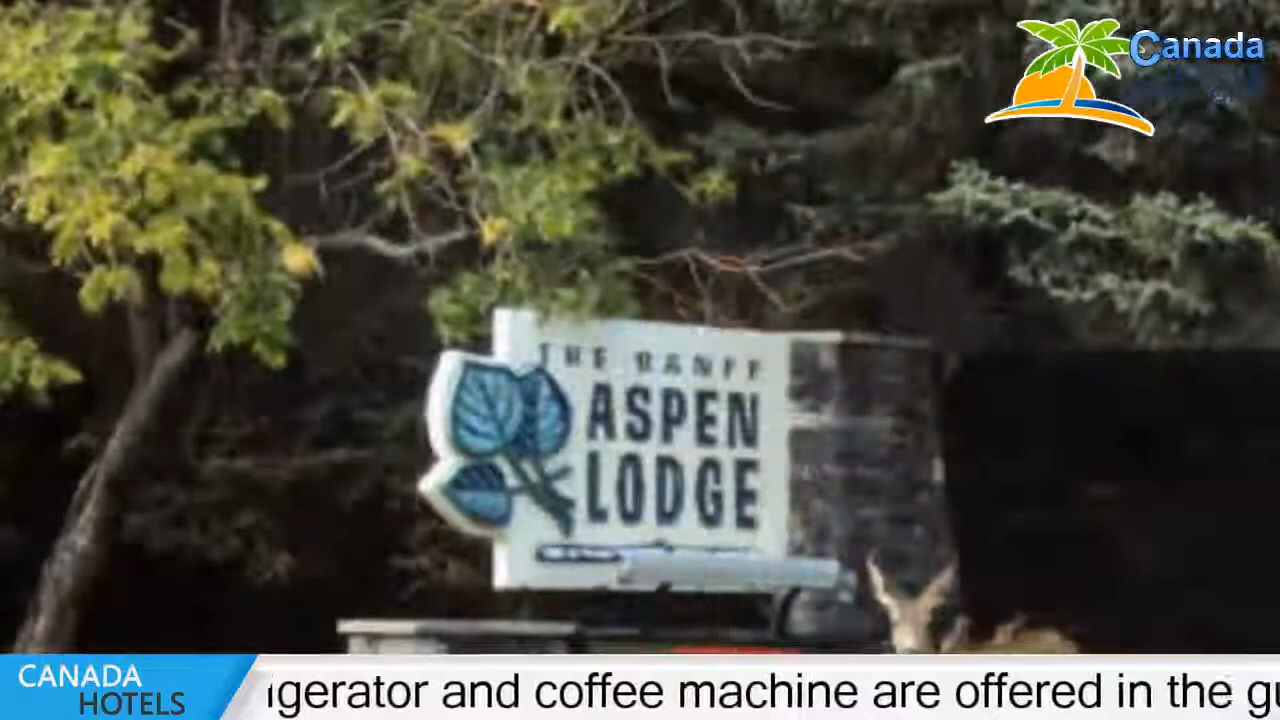 Canada
THE BANFF
ASPEN
LODGE
CANADA
HOTELS
igerator and coffee machine are offered in the gu